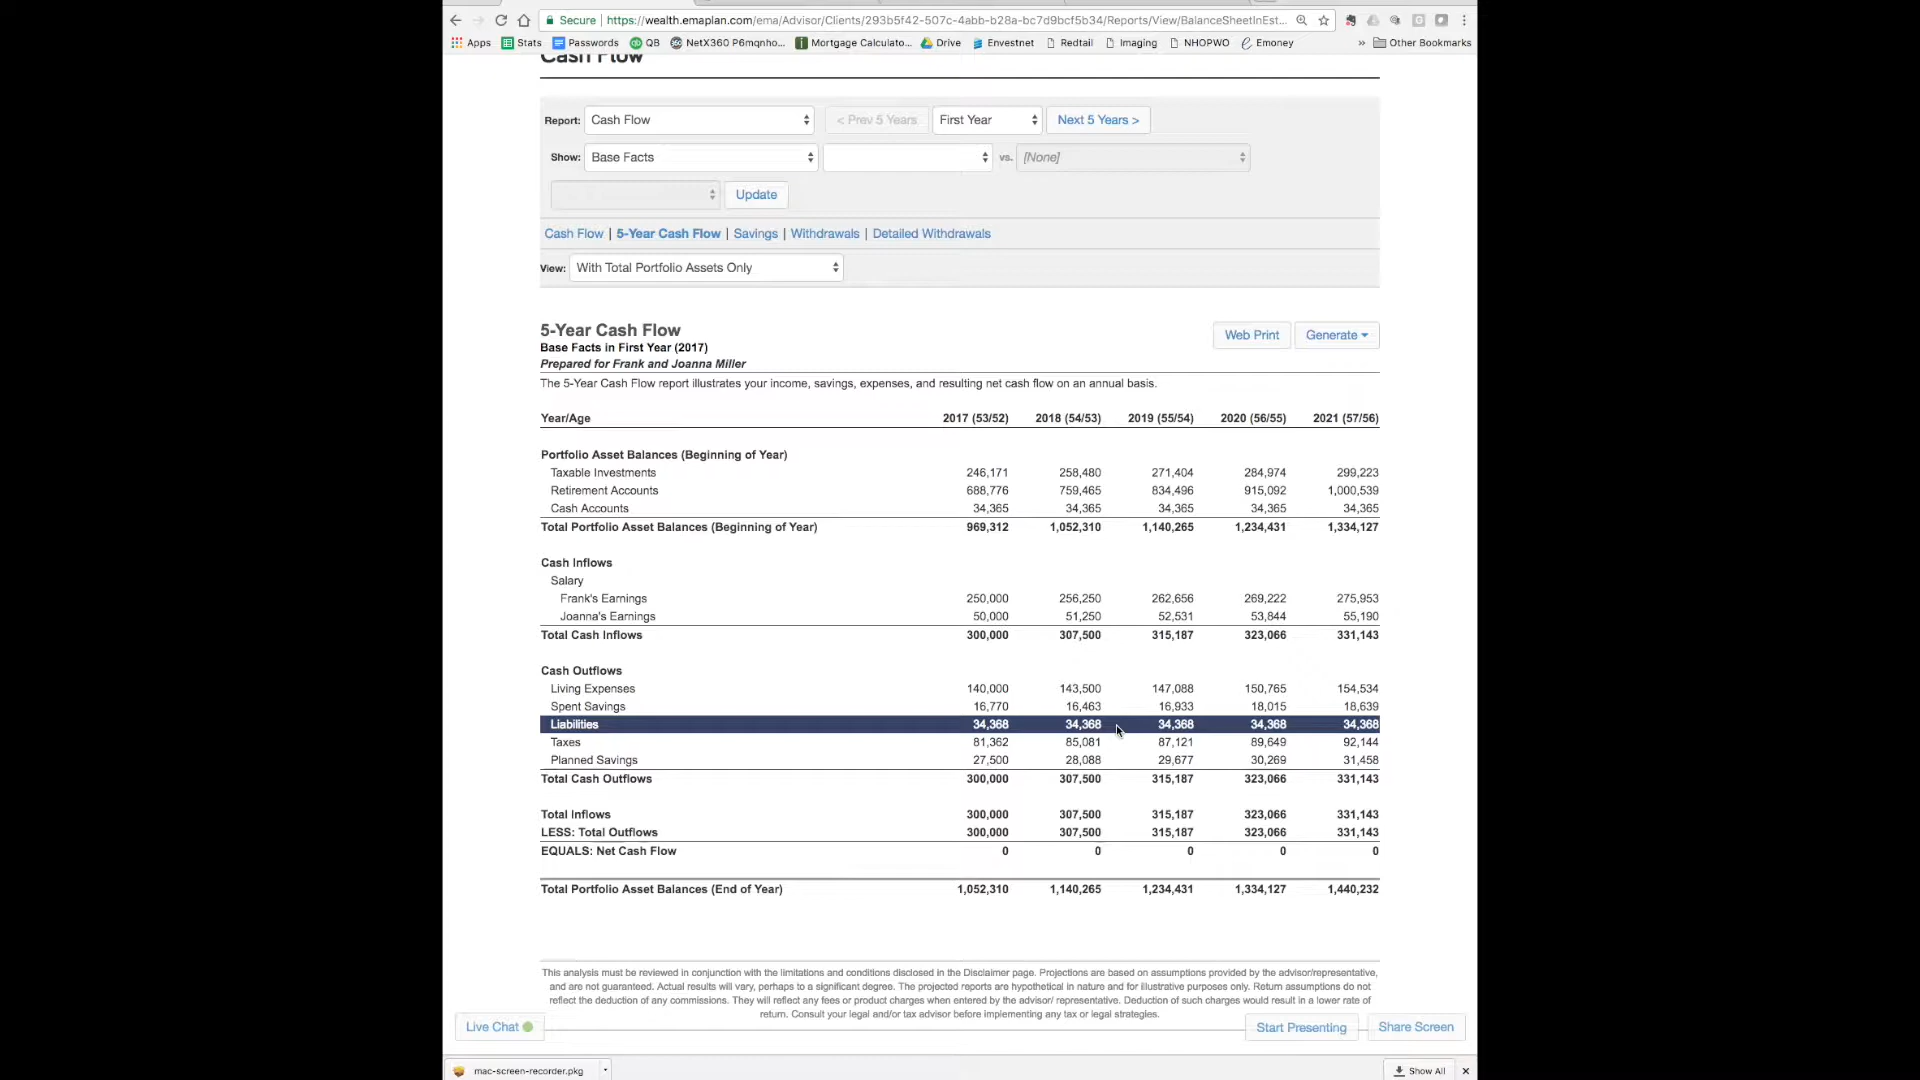 Secure | https://wealth.emaplan.com/ema/Advisor/Clients/293b5f42-507c-4abb-b28a-bc7d9bcf5b34/Reports/View/BalanceSheetInEst...
Apps Stats Passwords QB NetX360 P6mqnho... Mortgage Calculato... Drive Envestnet Redtail Imaging NHOPWO Emoney » Other Bookmarks
Cash Flow
Report: Cash Flow < Prev 5 Years First Year Next 5 Years >
Show: Base Facts vs. [None]
Update
Cash Flow | 5-Year Cash Flow | Savings | Withdrawals | Detailed Withdrawals
View: With Total Portfolio Assets Only
5-Year Cash Flow Web Print Generate
Base Facts in First Year (2017)
Prepared for Frank and Joanna Miller
The 5-Year Cash Flow report illustrates your income, savings, expenses, and resulting net cash flow on an annual basis.
Year/Age 2017 (53/52) 2018 (54/53) 2019 (55/54) 2020 (56/55) 2021 (57/56)
Portfolio Asset Balances (Beginning of Year)
Taxable Investments 246,171 258,480 271,404 284,974 299,223
Retirement Accounts 688,776 759,465 834,496 915,092 1,000,539
Cash Accounts 34,365 34,365 34,365 34,365 34,365
Total Portfolio Asset Balances (Beginning of Year) 969,312 1,052,310 1,140,265 1,234,431 1,334,127
Cash Inflows
Salary
Frank's Earnings 250,000 256,250 262,656 269,222 275,953
Joanna's Earnings 50,000 51,250 52,531 53,844 55,190
Total Cash Inflows 300,000 307,500 315,187 323,066 331,143
Cash Outflows
Living Expenses 140,000 143,500 147,088 150,765 154,534
Spent Savings 16,770 16,463 16,933 18,015 18,639
Liabilities 34,368 34,368 34,368 34,368 34,368
Taxes 81,362 85,081 87,121 89,649 92,144
Planned Savings 27,500 28,088 29,677 30,269 31,458
Total Cash Outflows 300,000 307,500 315,187 323,066 331,143
Total Inflows 300,000 307,500 315,187 323,066 331,143
LESS: Total Outflows 300,000 307,500 315,187 323,066 331,143
EQUALS: Net Cash Flow 0 0 0 0 0
Total Portfolio Asset Balances (End of Year) 1,052,310 1,140,265 1,234,431 1,334,127 1,440,232
This analysis must be reviewed in conjunction with the limitations and conditions disclosed in the Disclaimer page. Projections are based on assumptions provided by the advisor/representative,
and are not guaranteed. Actual results will vary, perhaps to a significant degree. The projected reports are hypothetical in nature and for illustrative purposes only. Return assumptions do not
reflect the deduction of any commissions. They will reflect any fees or product charges when entered by the advisor/ representative. Deduction of such charges would result in a lower rate of
return. Consult your legal and/or tax advisor before implementing any tax or legal strategies.
Live Chat Start Presenting Share Screen
mac-screen-recorder.pkg Show All